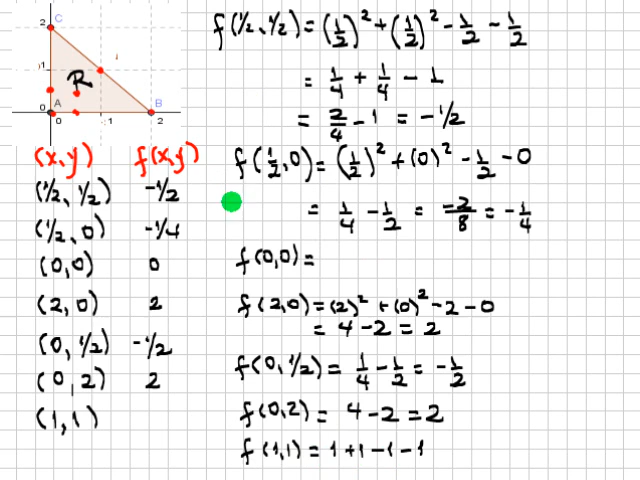 f(1/2, 1/2) = (1/2)² + (1/2)² - 1/2 - 1/2
= 1/4 + 1/4 - 1
= 2/4 - 1 = -1/2
f(1/2, 0) = (1/2)² + (0)² - 1/2 - 0
= 1/4 - 1/2 = -2/8 = -1/4
f(0,0) =
f(2,0) = (2)² + (0)² - 2 - 0
= 4 - 2 = 2
f(0, 1/2) = 1/4 - 1/2 = -1/2
f(0,2) = 4 - 2 = 2
f(1,1) = 1 + 1 - 1 - 1
2 C
1 R
0 A B
0 1 2
(x,y) f(x,y)
(1/2, 1/2) -1/2
(1/2, 0) -1/4
(0,0) 0
(2,0) 2
(0, 1/2) -1/2
(0,2) 2
(1,1)